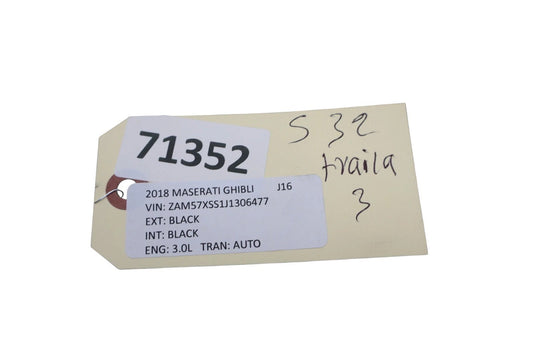 71352
2018 MASERATI GHIBLI J16
VIN: ZAM57XSS1J1306477
EXT: BLACK
INT: BLACK
ENG: 3.0L TRAN: AUTO
S 32
traila
3